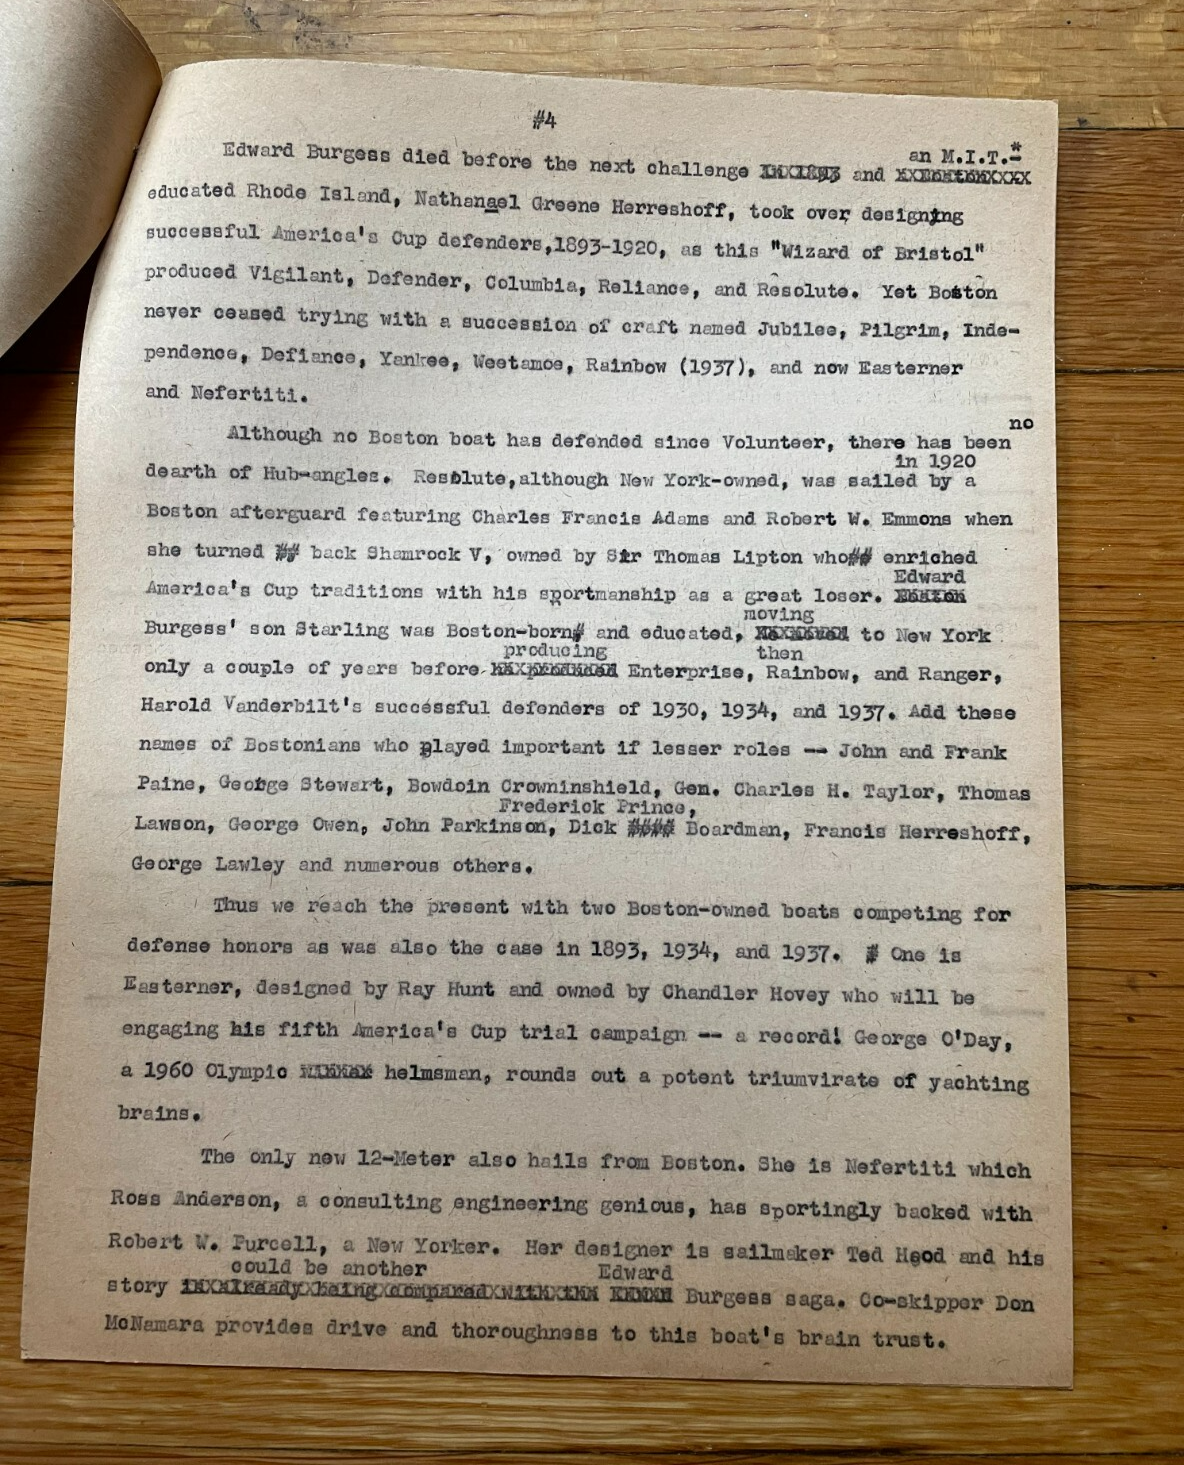 #4
an M.I.T.-*
Edward Burgess died before the next challenge in 1893 and
educated Rhode Island, Nathanael Greene Herreshoff, took over designing
successful America's Cup defenders,1893-1920, as this "Wizard of Bristol"
produced Vigilant, Defender, Columbia, Reliance, and Resolute. Yet Boston
never ceased trying with a succession of craft named Jubilee, Pilgrim, Inde-
pendence, Defiance, Yankee, Weetamoe, Rainbow (1937), and now Easterner
and Nefertiti.
no
Although no Boston boat has defended since Volunteer, there has been
in 1920
dearth of Hub-angles. Resolute,although New York-owned, was sailed by a
Boston afterguard featuring Charles Francis Adams and Robert W. Emmons when
she turned ## back Shamrock V, owned by Sir Thomas Lipton who## enriched
Edward
America's Cup traditions with his sportmanship as a great loser. Boston
moving
Burgess' son Starling was Boston-born# and educated, to New York
producing then
only a couple of years before Enterprise, Rainbow, and Ranger,
Harold Vanderbilt's successful defenders of 1930, 1934, and 1937. Add these
names of Bostonians who played important if lesser roles -- John and Frank
Paine, George Stewart, Bowdoin Crowninshield, Gen. Charles H. Taylor, Thomas
Frederick Prince,
Lawson, George Owen, John Parkinson, Dick #### Boardman, Francis Herreshoff,
George Lawley and numerous others.
Thus we reach the present with two Boston-owned boats competing for
defense honors as was also the case in 1893, 1934, and 1937. # One is
Easterner, designed by Ray Hunt and owned by Chandler Hovey who will be
engaging his fifth America's Cup trial campaign -- a record! George O'Day,
a 1960 Olympic helmsman, rounds out a potent triumvirate of yachting
brains.
The only new 12-Meter also hails from Boston. She is Nefertiti which
Ross Anderson, a consulting engineering genious, has sportingly backed with
Robert W. Purcell, a New Yorker. Her designer is sailmaker Ted Hood and his
could be another Edward
story is already being compared with the Burgess saga. Co-skipper Don
McNamara provides drive and thoroughness to this boat's brain trust.